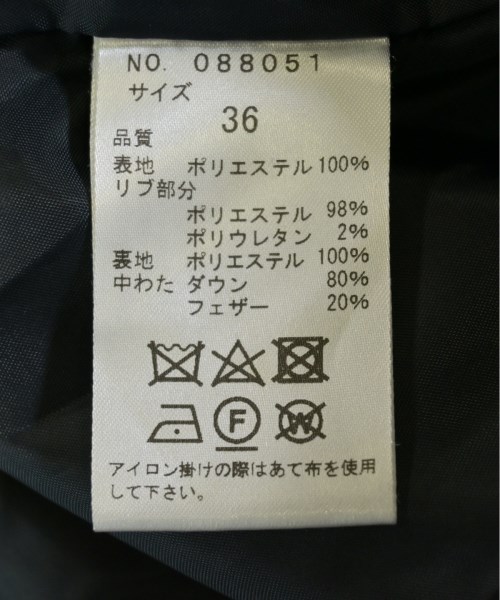 NO. 088051
サイズ
36
品質
表地 ポリエステル 100%
リブ部分
ポリエステル 98%
ポリウレタン 2%
裏地 ポリエステル 100%
中わた ダウン 80%
フェザー 20%
F W
アイロン掛けの際はあて布を使用
して下さい。